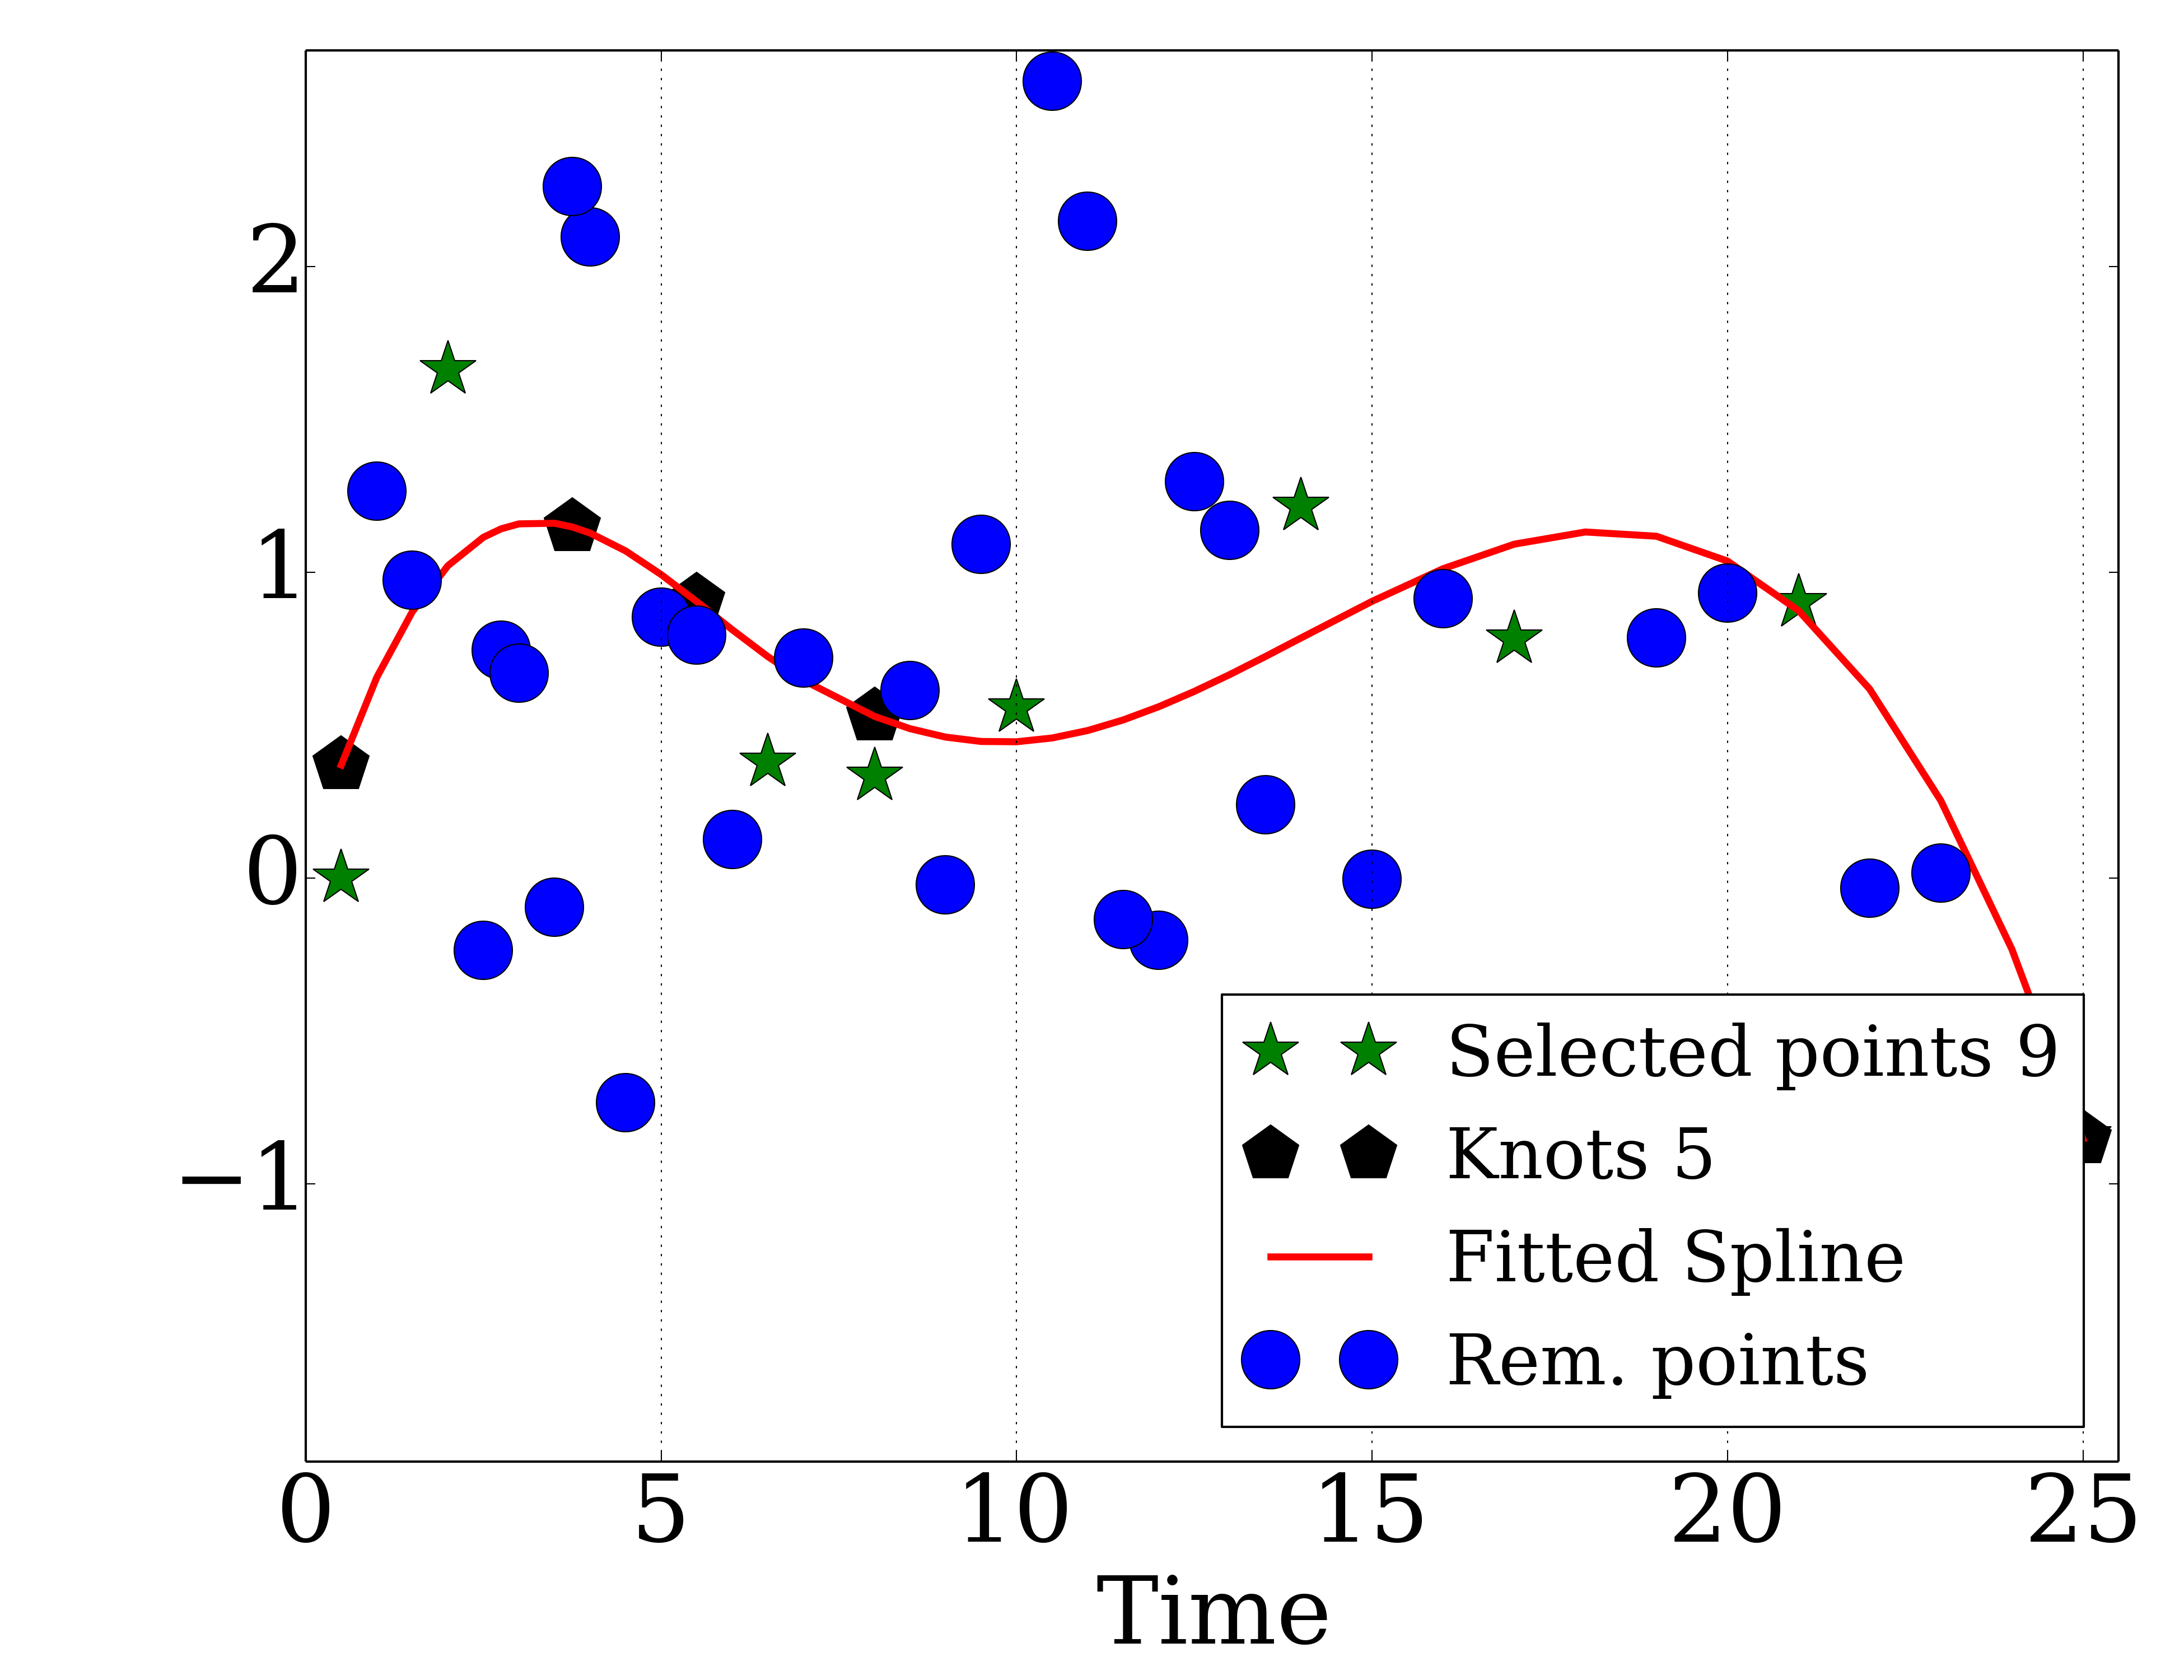 2
1
0
−1
0 5 10 15 20 25
Time
Selected points 9
Knots 5
Fitted Spline
Rem. points